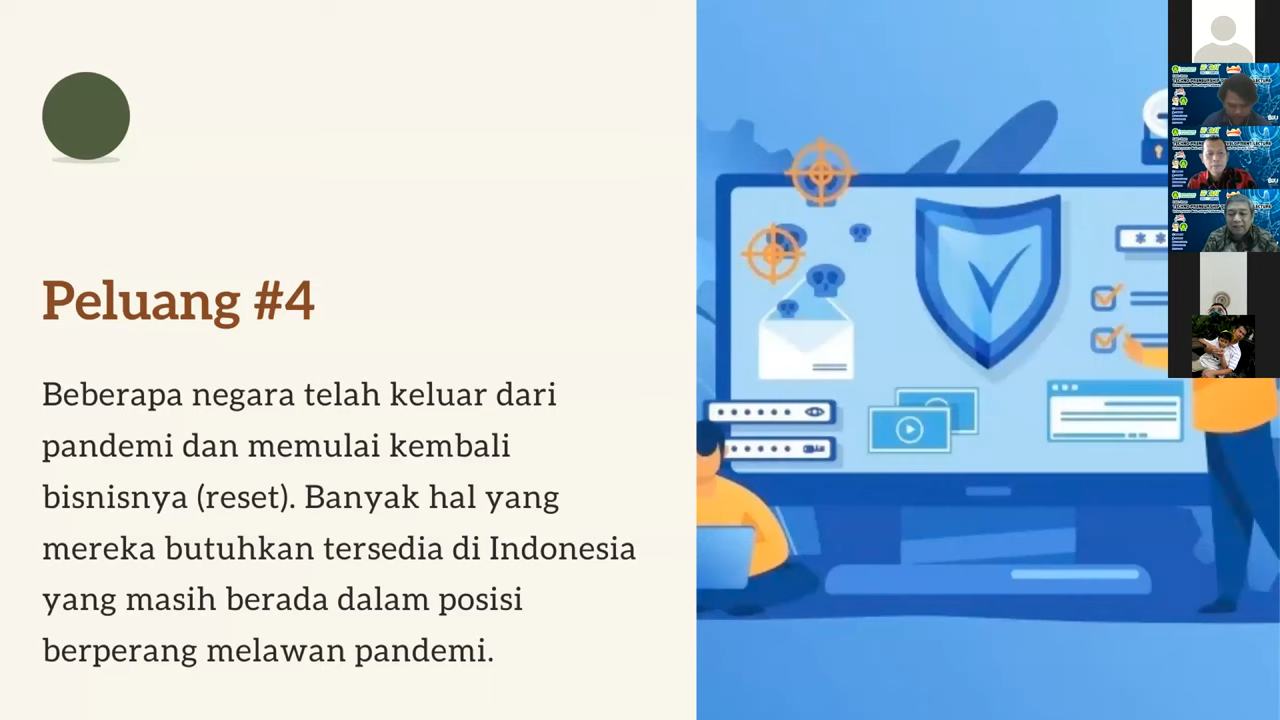 Peluang #4
Beberapa negara telah keluar dari
pandemi dan memulai kembali
bisnisnya (reset). Banyak hal yang
mereka butuhkan tersedia di Indonesia
yang masih berada dalam posisi
berperang melawan pandemi.